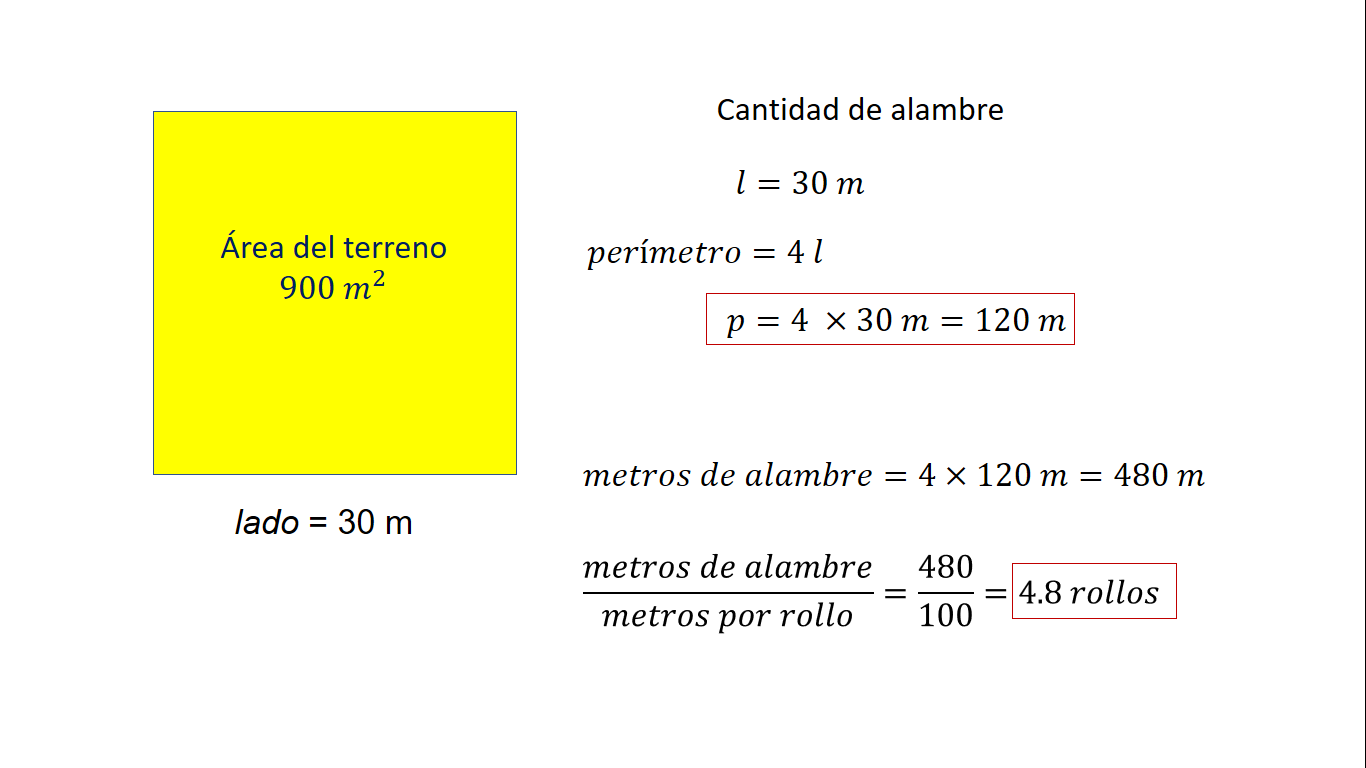 Área del terreno
900 m²
lado = 30 m
Cantidad de alambre
l = 30 m
perímetro = 4 l
p = 4 × 30 m = 120 m
metros de alambre = 4 × 120 m = 480 m
metros de alambre / metros por rollo = 480 / 100 = 4.8 rollos